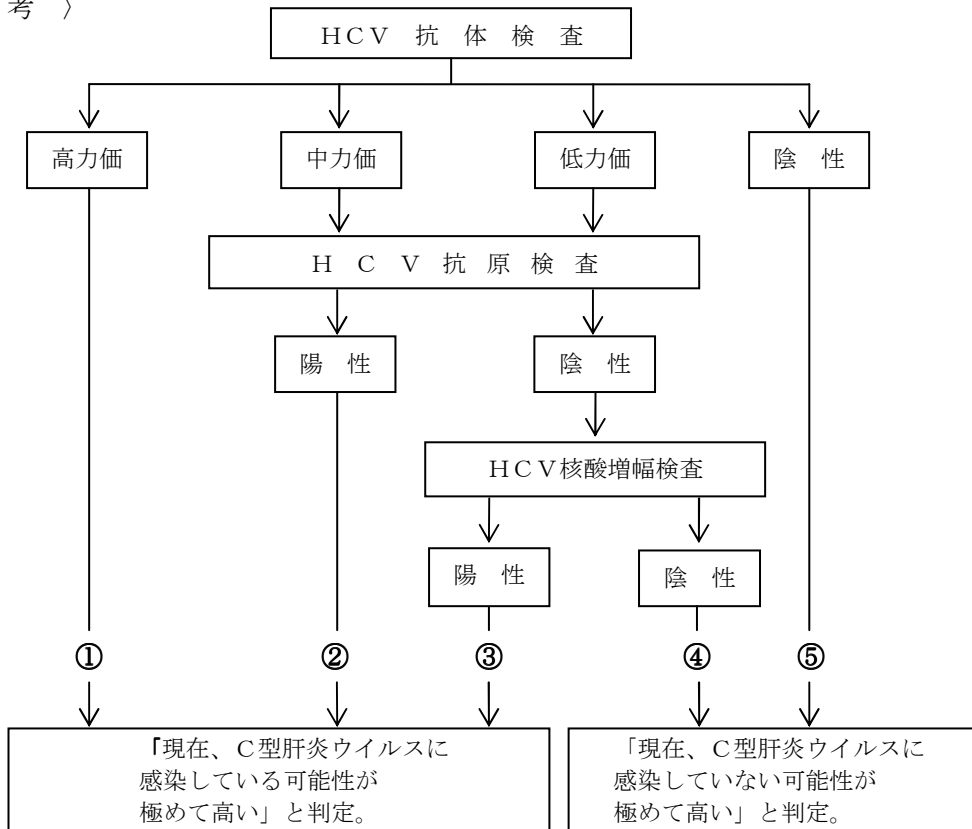 考 〉
HCV 抗 体 検 査
高力価
中力価
低力価
陰 性
H C V 抗 原 検 査
陽 性
陰 性
HCV核酸増幅検査
陽 性
陰 性
①
②
③
④
⑤
「現在、C型肝炎ウイルスに
感染している可能性が
極めて高い」と判定。
「現在、C型肝炎ウイルスに
感染していない可能性が
極めて高い」と判定。